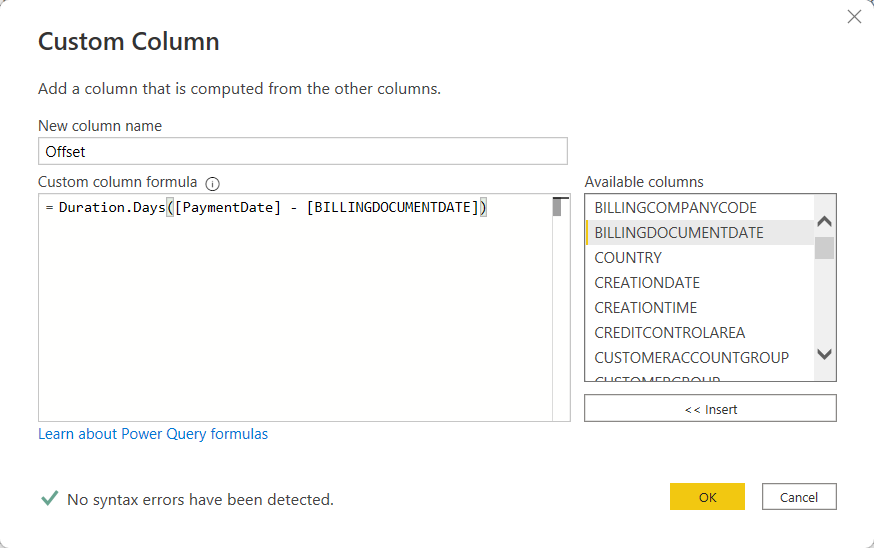 Custom Column
Add a column that is computed from the other columns.
New column name
Offset
Custom column formula
= Duration.Days([PaymentDate] - [BILLINGDOCUMENTDATE])
Available columns
BILLINGCOMPANYCODE
BILLINGDOCUMENTDATE
COUNTRY
CREATIONDATE
CREATIONTIME
CREDITCONTROLAREA
CUSTOMERACCOUNTGROUP
CUSTOMERGROUP
<< Insert
Learn about Power Query formulas
No syntax errors have been detected.
OK
Cancel